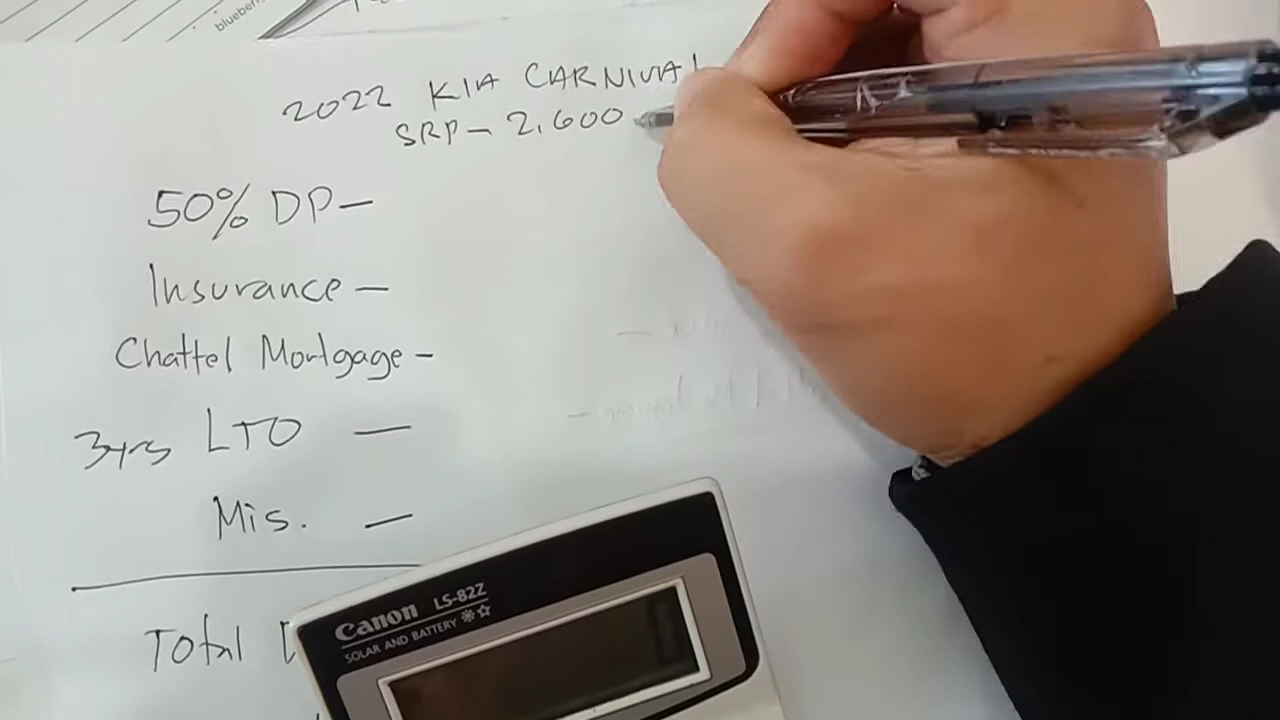 2022 KIA CARNIVAL
SRP- 2.600
50% DP-
Insurance -
Chattel Mortgage -
3yrs LTO -
Mis. -
Total
Canon LS-82Z
SOLAR AND BATTERY